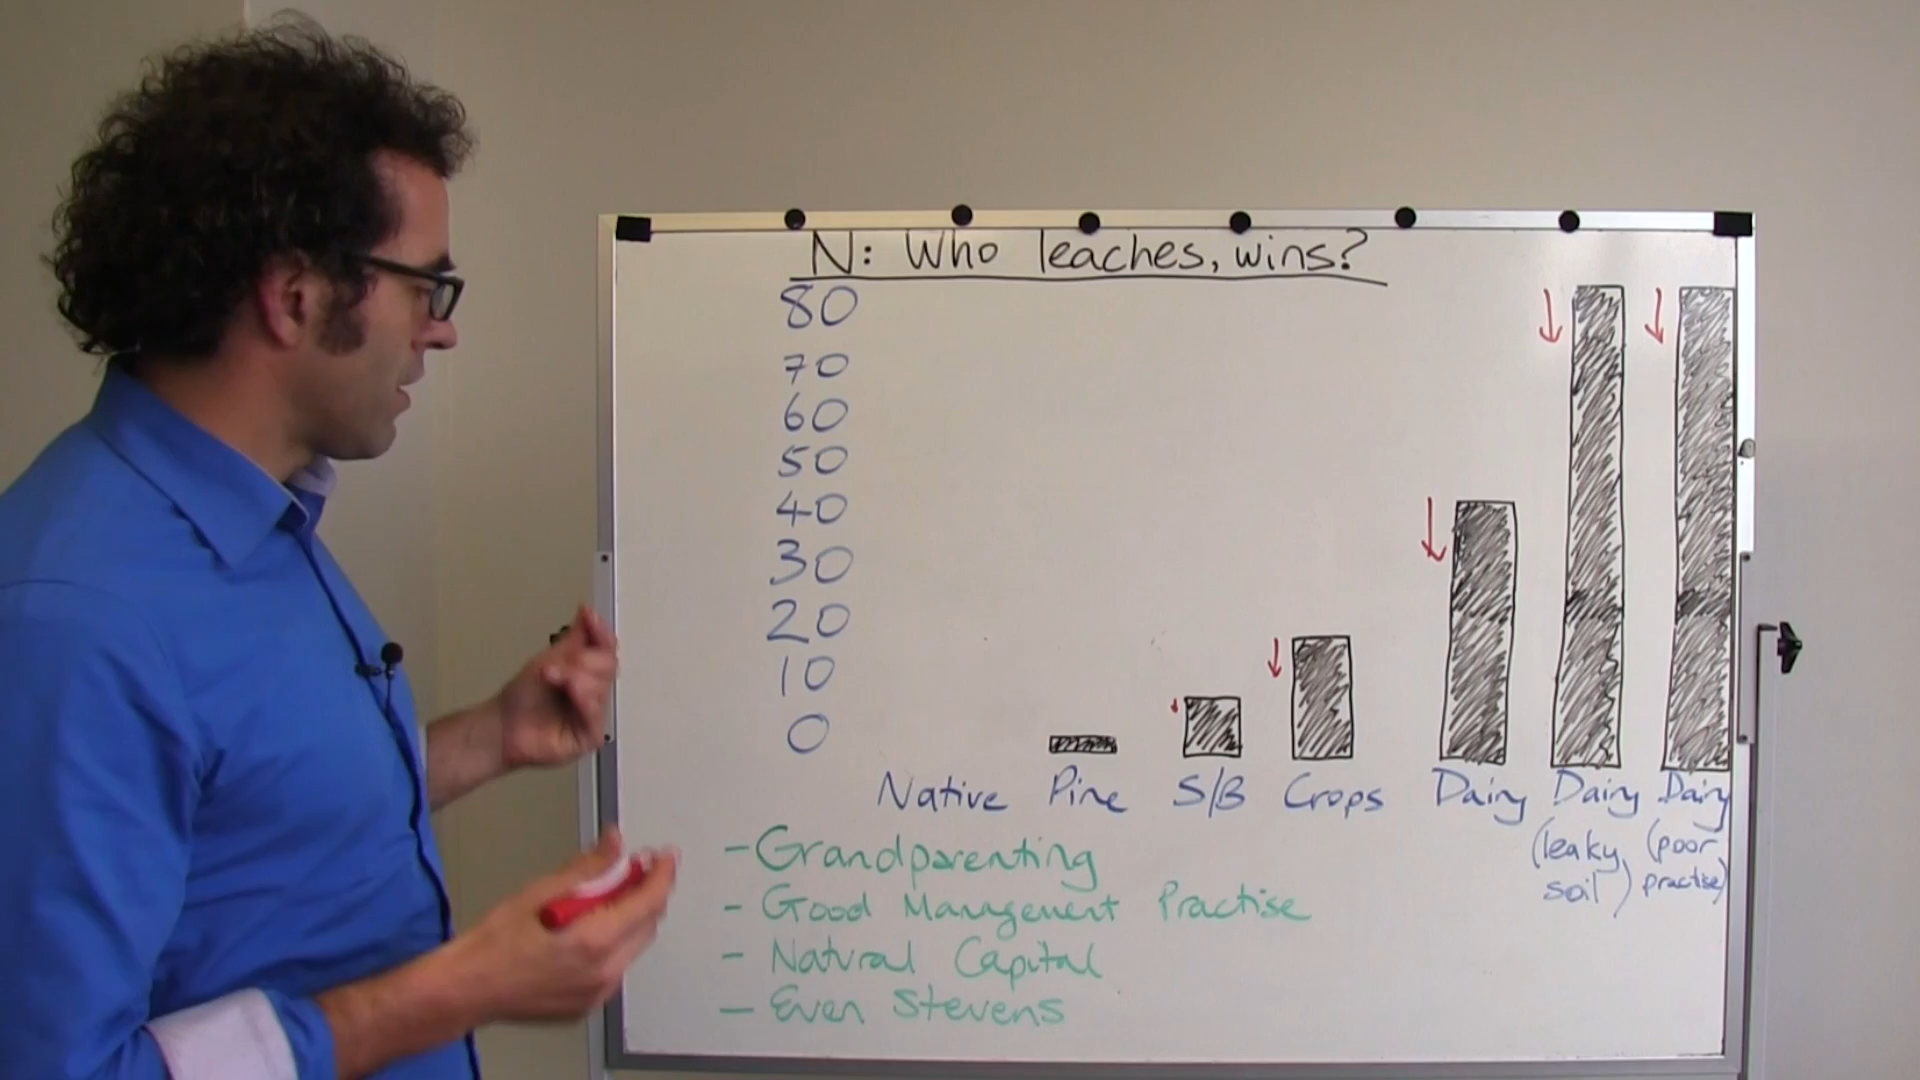 N: Who leaches, wins?
80
70
60
50
40
30
20
10
0
Native Pine S/B Crops Dairy Dairy Dairy
(leaky soil) (poor practise)
- Grandparenting
- Good Management Practise
- Natural Capital
- Even Stevens